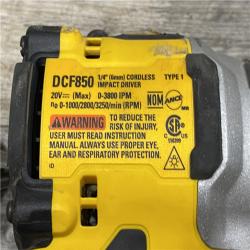 DCF850 1/4" (6mm) CORDLESS IMPACT DRIVER TYPE 1
20V⎓ (Max) 0-3800 IPM
n₀ 0-1000/2800/3250/min (RPM)
NOM ANCE
WARNING TO REDUCE THE
RISK OF INJURY, USER MUST READ
INSTRUCTION MANUAL. ALWAYS USE PROPER
EYE AND RESPIRATORY PROTECTION.
ID